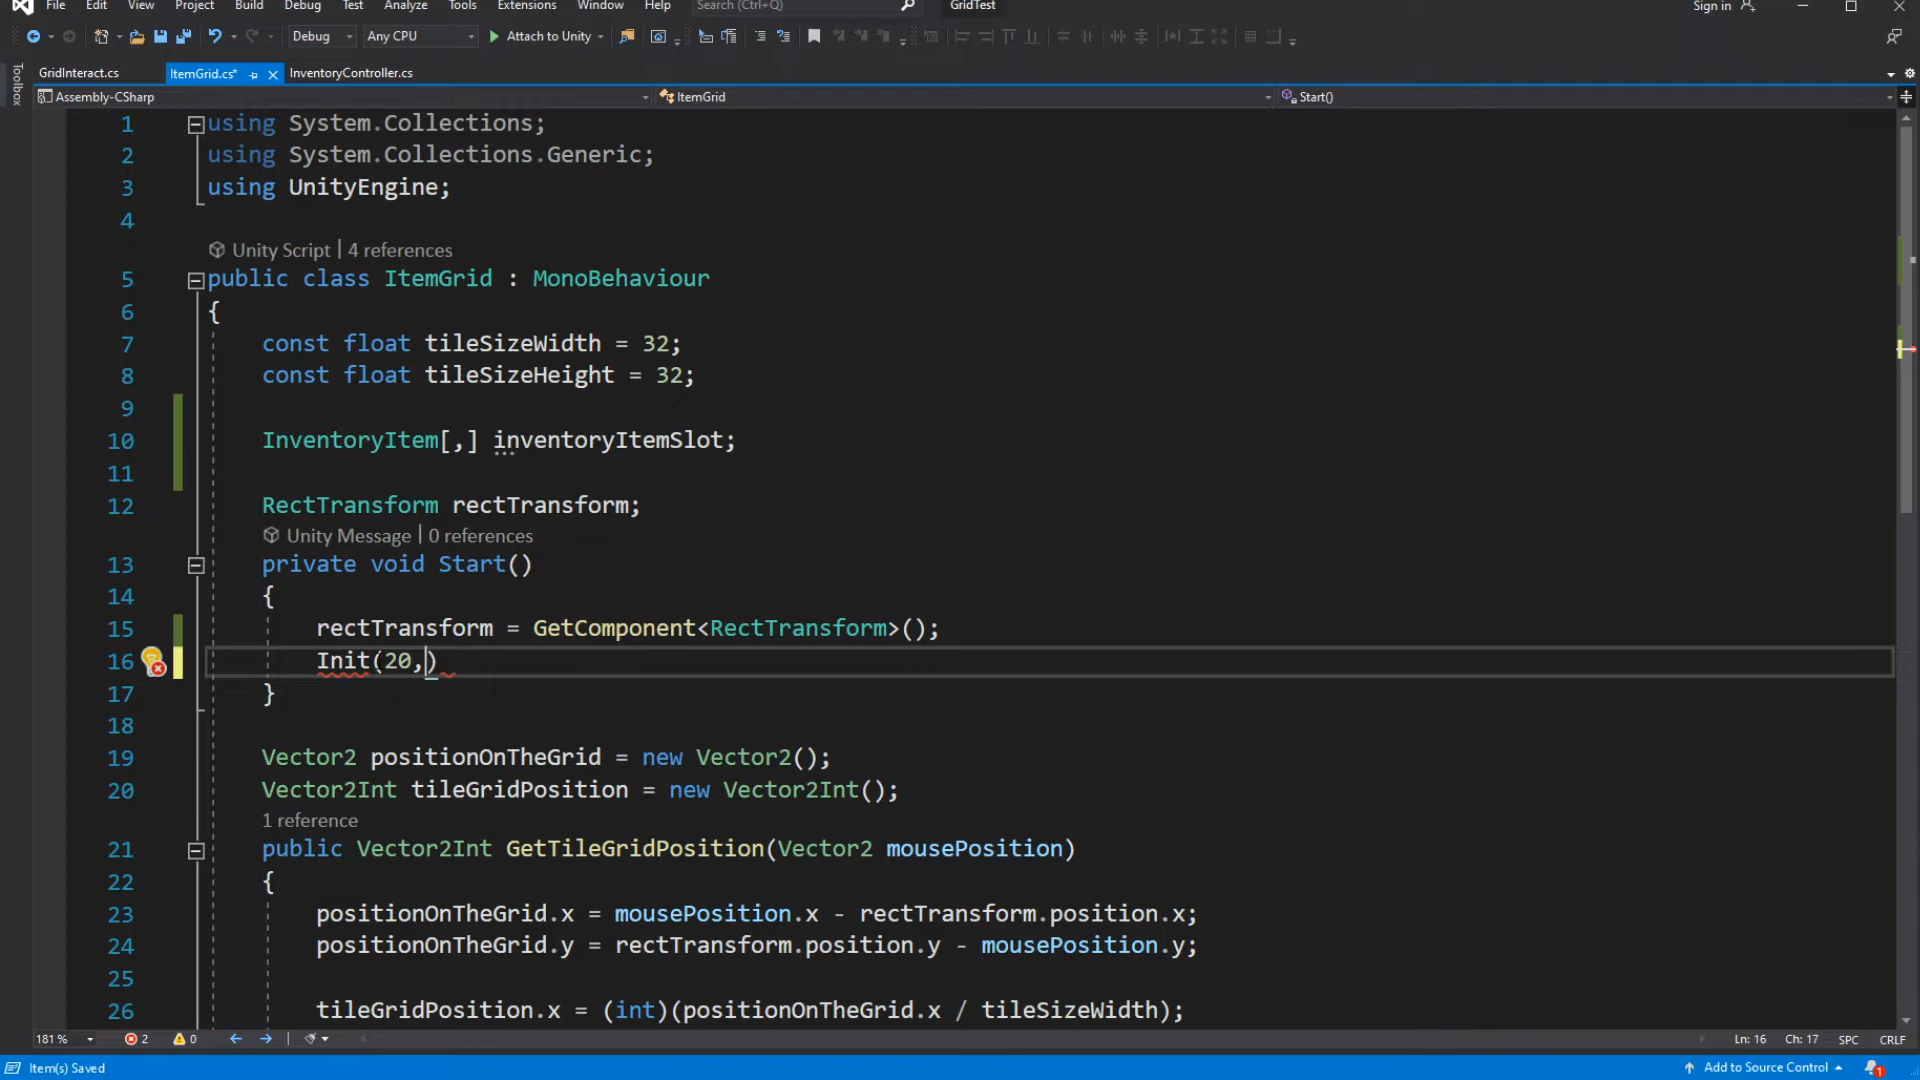 File Edit View Project Build Debug Test Analyze Tools Extensions Window Help Search (Ctrl+Q) GridTest Sign in
Debug Any CPU Attach to Unity
GridInteract.cs ItemGrid.cs* InventoryController.cs
Toolbox
Assembly-CSharp ItemGrid Start()
1 using System.Collections;
2 using System.Collections.Generic;
3 using UnityEngine;
4
Unity Script | 4 references
5 public class ItemGrid : MonoBehaviour
6 {
7 const float tileSizeWidth = 32;
8 const float tileSizeHeight = 32;
9
10 InventoryItem[,] inventoryItemSlot;
11
12 RectTransform rectTransform;
Unity Message | 0 references
13 private void Start()
14 {
15 rectTransform = GetComponent<RectTransform>();
16 Init(20,)
17 }
18
19 Vector2 positionOnTheGrid = new Vector2();
20 Vector2Int tileGridPosition = new Vector2Int();
1 reference
21 public Vector2Int GetTileGridPosition(Vector2 mousePosition)
22 {
23 positionOnTheGrid.x = mousePosition.x - rectTransform.position.x;
24 positionOnTheGrid.y = rectTransform.position.y - mousePosition.y;
25
26 tileGridPosition.x = (int)(positionOnTheGrid.x / tileSizeWidth);
181 % 2 0 Ln: 16 Ch: 17 SPC CRLF
Item(s) Saved Add to Source Control 1